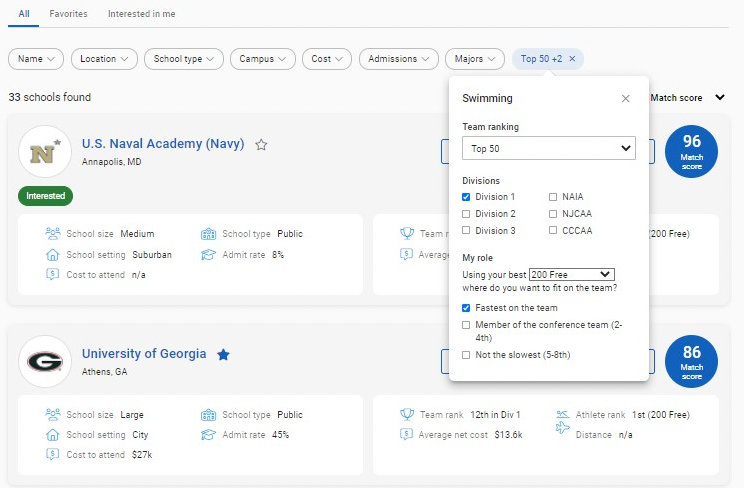 All Favorites Interested in me
Name Location School type Campus Cost Admissions Majors Top 50 +2 ×
33 schools found
Match score
Swimming ×
Team ranking
Top 50
Divisions
Division 1 NAIA
Division 2 NJCAA
Division 3 CCCAA
My role
Using your best 200 Free
where do you want to fit on the team?
Fastest on the team
Member of the conference team (2-
4th)
Not the slowest (5-8th)
N
U.S. Naval Academy (Navy)
Annapolis, MD
96
Match
score
Interested
School size Medium School type Public
School setting Suburban Admit rate 8%
Cost to attend n/a
Team
(200 Free)
Average
G
University of Georgia
Athens, GA
86
Match
score
School size Large School type Public
School setting City Admit rate 45%
Cost to attend $27k
Team rank 12th in Div 1 Athlete rank 1st (200 Free)
Average net cost $13.6k Distance n/a